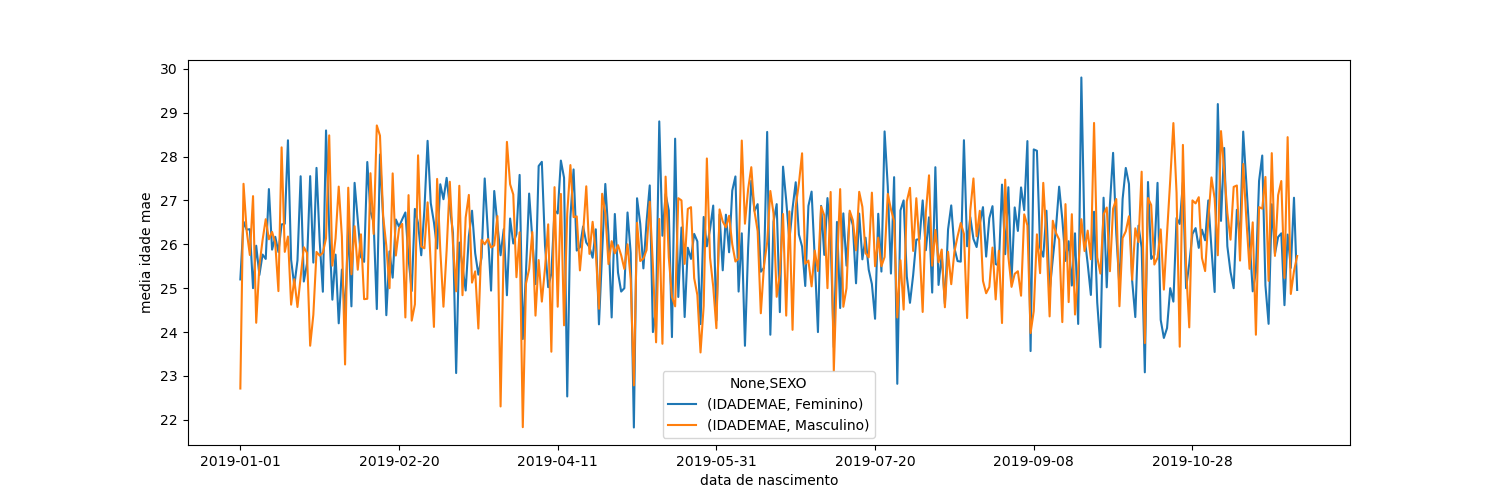 30
29
28
27
26
25
24
23
22
media idade mae
None,SEXO
(IDADEMAE, Feminino)
(IDADEMAE, Masculino)
2019-01-01 2019-02-20 2019-04-11 2019-05-31 2019-07-20 2019-09-08 2019-10-28
data de nascimento